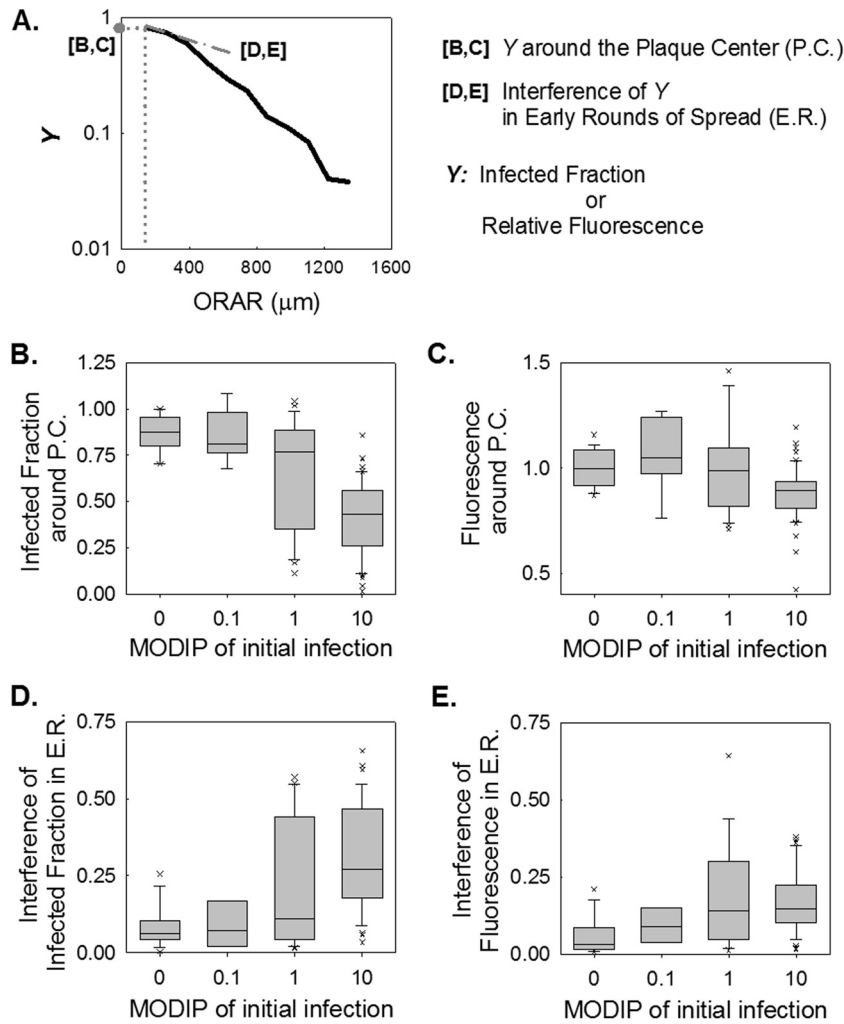 A.
1
0.1
0.01
Y
[B,C]
[D,E]
0 400 800 1200 1600
ORAR (µm)
[B,C] Y around the Plaque Center (P.C.)
[D,E] Interference of Y
in Early Rounds of Spread (E.R.)
Y: Infected Fraction
or
Relative Fluorescence
B.
Infected Fraction
around P.C.
1.25
1.00
0.75
0.50
0.25
0.00
0 0.1 1 10
MODIP of initial infection
C.
Fluorescence
around P.C.
1.5
1.0
0.5
0 0.1 1 10
MODIP of initial infection
D.
Interference of
Infected Fraction in E.R.
0.75
0.50
0.25
0.00
0 0.1 1 10
MODIP of initial infection
E.
Interference of
Fluorescence in E.R.
0.75
0.50
0.25
0.00
0 0.1 1 10
MODIP of initial infection